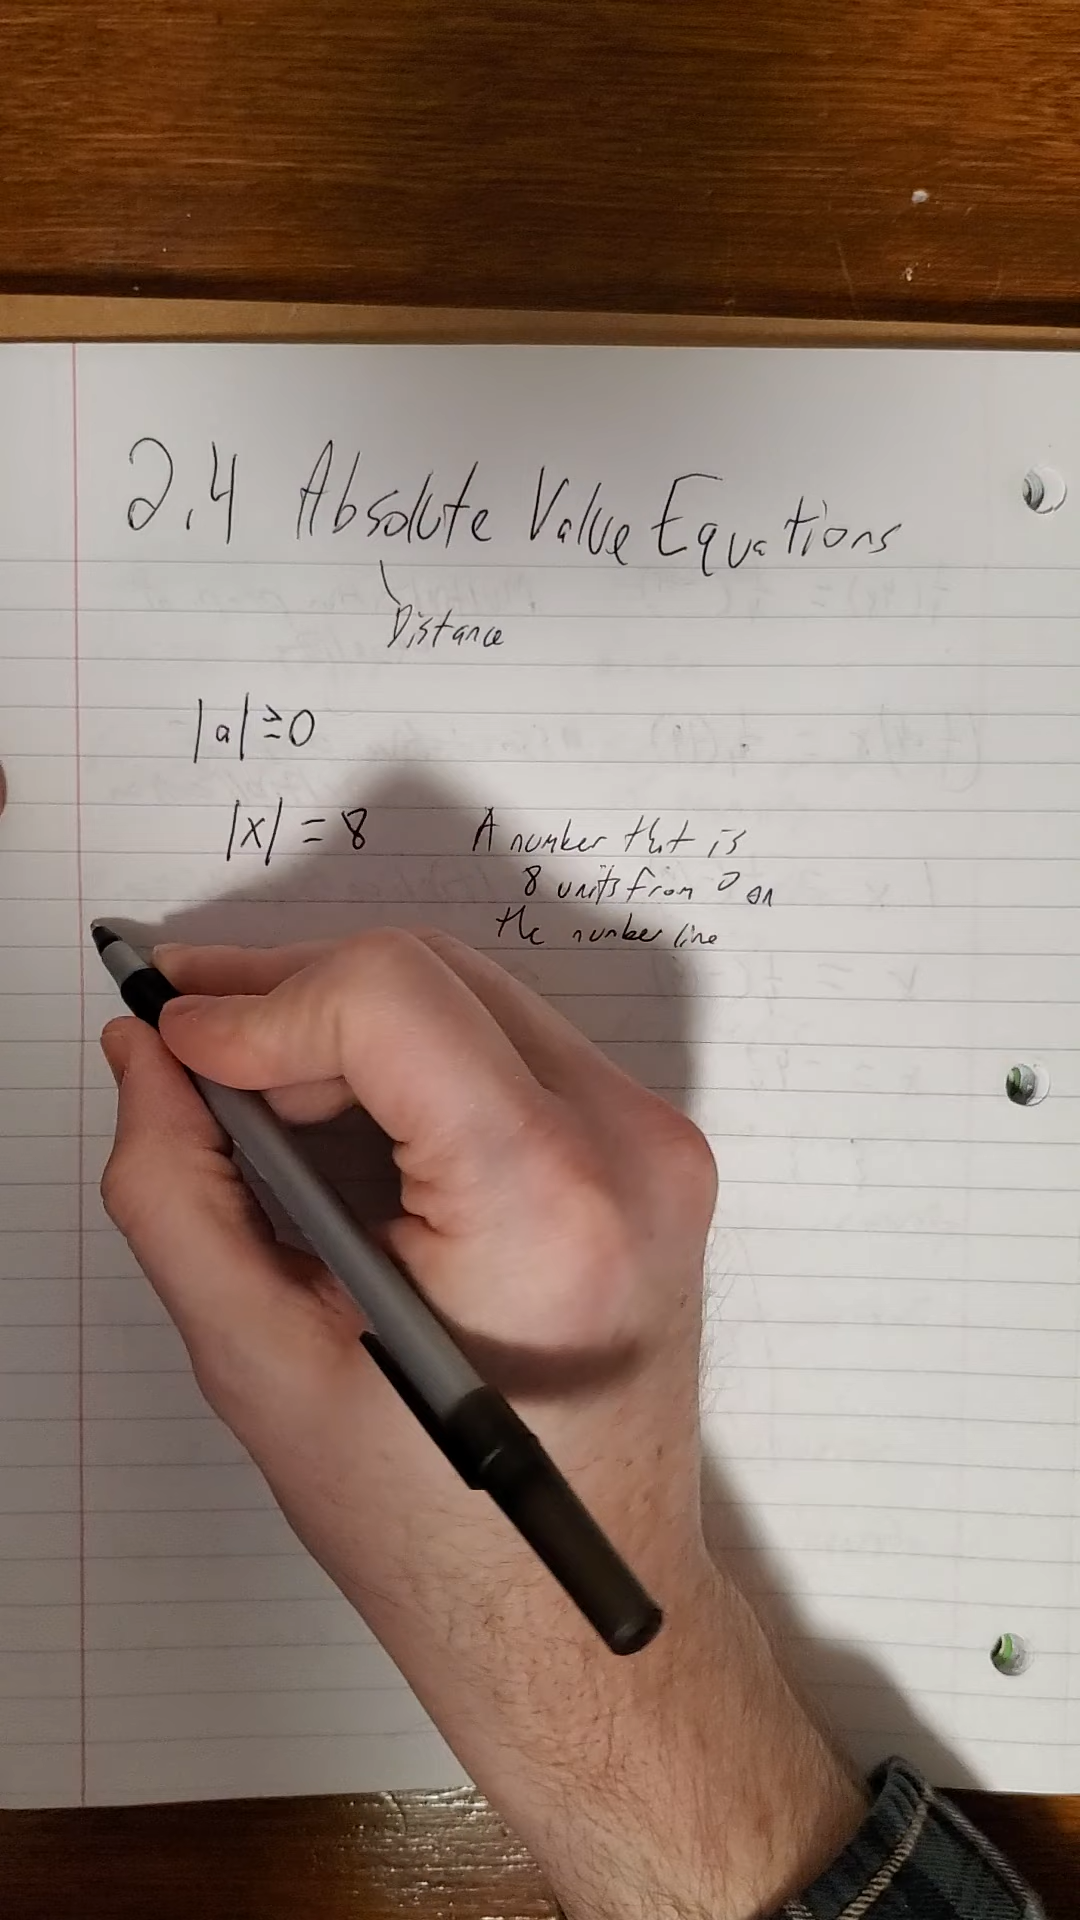 2.4 Absolute Value Equations
Distance
|a| ≥ 0
|x| = 8
A number that is
8 units from 0 on
the number line